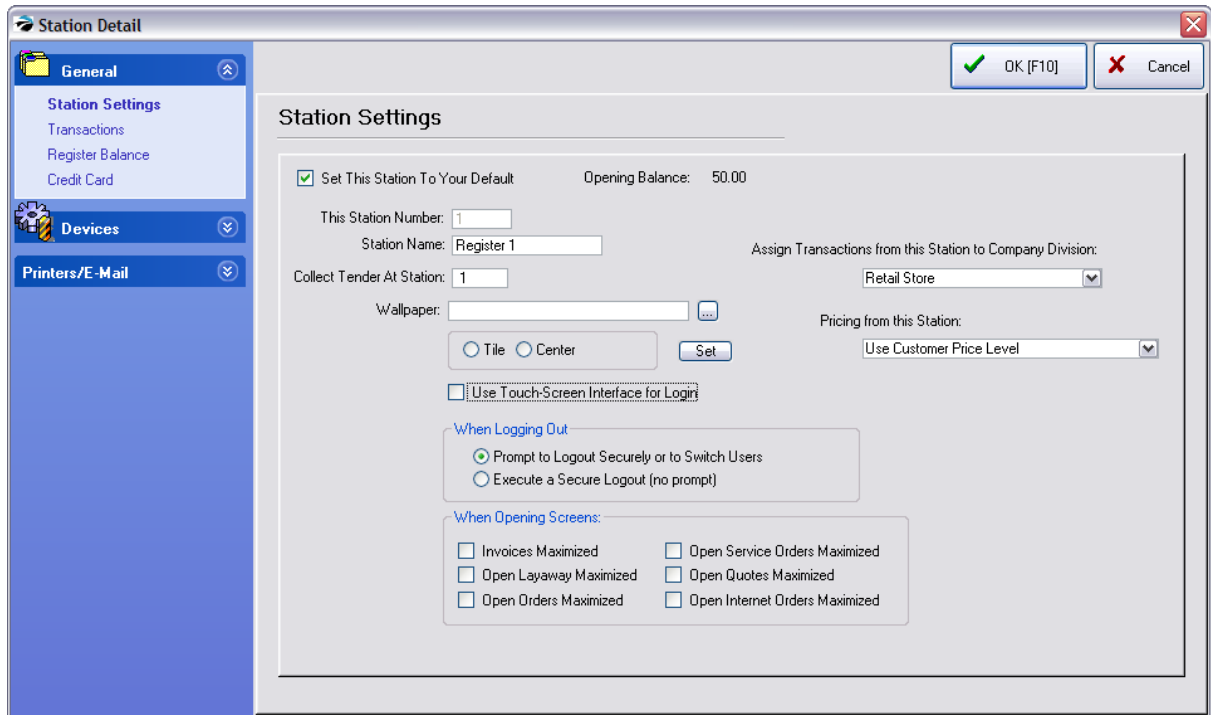 Station Detail
General
Station Settings
Transactions
Register Balance
Credit Card
Devices
Printers/E-Mail
OK [F10]
Cancel
Station Settings
Set This Station To Your Default
Opening Balance: 50.00
This Station Number: 1
Station Name: Register 1
Collect Tender At Station: 1
Wallpaper:
...
Tile
Center
Set
Assign Transactions from this Station to Company Division:
Retail Store
Pricing from this Station:
Use Customer Price Level
Use Touch-Screen Interface for Login
When Logging Out
Prompt to Logout Securely or to Switch Users
Execute a Secure Logout (no prompt)
When Opening Screens:
Invoices Maximized
Open Service Orders Maximized
Open Layaway Maximized
Open Quotes Maximized
Open Orders Maximized
Open Internet Orders Maximized